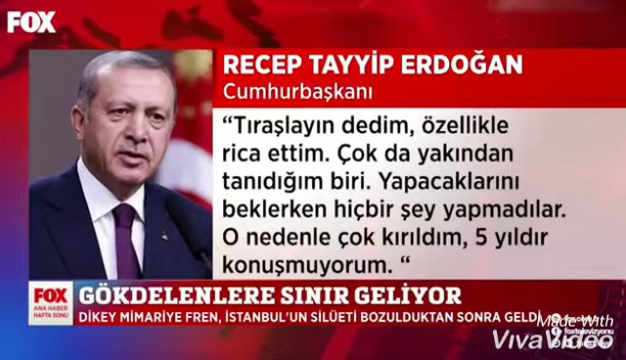 FOX
RECEP TAYYİP ERDOĞAN
Cumhurbaşkanı
“Tıraşlayın dedim, özellikle
rica ettim. Çok da yakından
tanıdığım biri. Yapacaklarını
beklerken hiçbir şey yapmadılar.
O nedenle çok kırıldım, 5 yıldır
konuşmuyorum. “
FOX
ANA HABER
HAFTA SONU
GÖKDELENLERE SINIR GELİYOR
DİKEY MİMARİYE FREN, İSTANBUL'UN SİLÜETİ BOZULDUKTAN SONRA GELDİ
Made With
VivaVideo